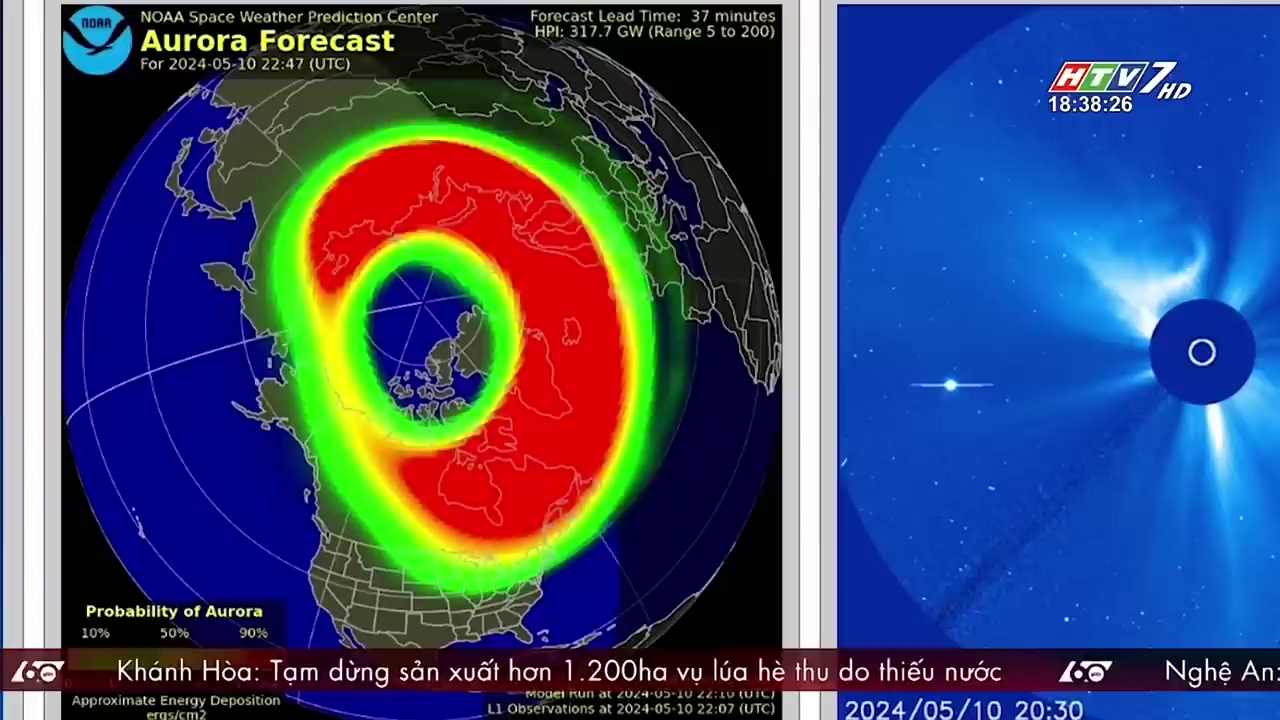 NOAA
NOAA Space Weather Prediction Center
Aurora Forecast
For 2024-05-10 22:47 (UTC)
Forecast Lead Time: 37 minutes
HPI: 317.7 GW (Range 5 to 200)
HTV7 HD
18:38:26
Probability of Aurora
10% 50% 90%
60 Khánh Hòa: Tạm dừng sản xuất hơn 1.200ha vụ lúa hè thu do thiếu nước 60 Nghệ An:
Approximate Energy Deposition
ergs/cm2
Model Run at 2024-05-10 22:10 (UTC)
L1 Observations at 2024-05-10 22:07 (UTC)
2024/05/10 20:30